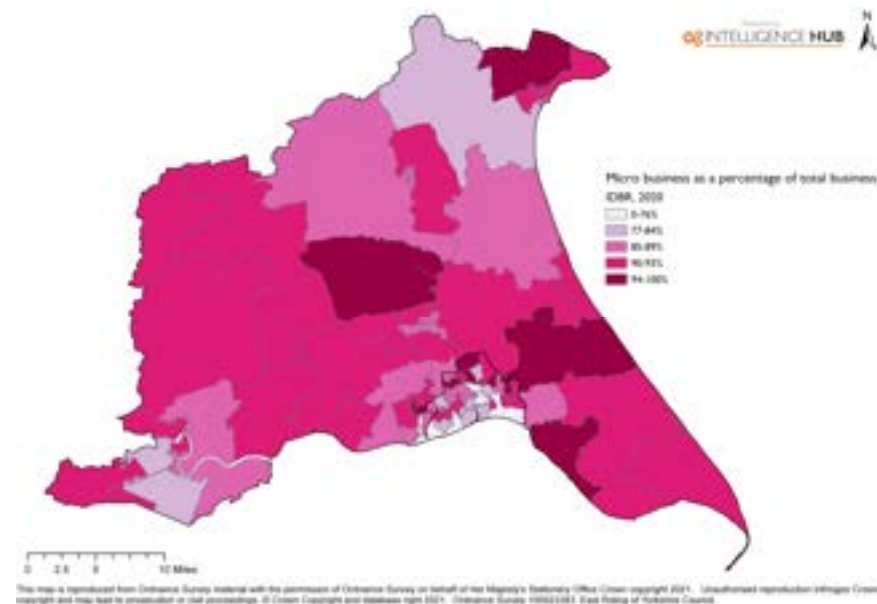 INTELLIGENCE HUB
N
Micro business as a percentage of total business
IDBR, 2020
0-76%
77-84%
85-89%
90-93%
94-100%
0 2.5 5 10 Miles
This map is reproduced from Ordnance Survey material with the permission of Ordnance Survey on behalf of Her Majesty's Stationery Office Crown copyright 2021. Unauthorised reproduction infringes Crown
copyright and may lead to prosecution or civil proceedings. © Crown Copyright and database right 2021. Ordnance Survey East Riding of Yorkshire Council.